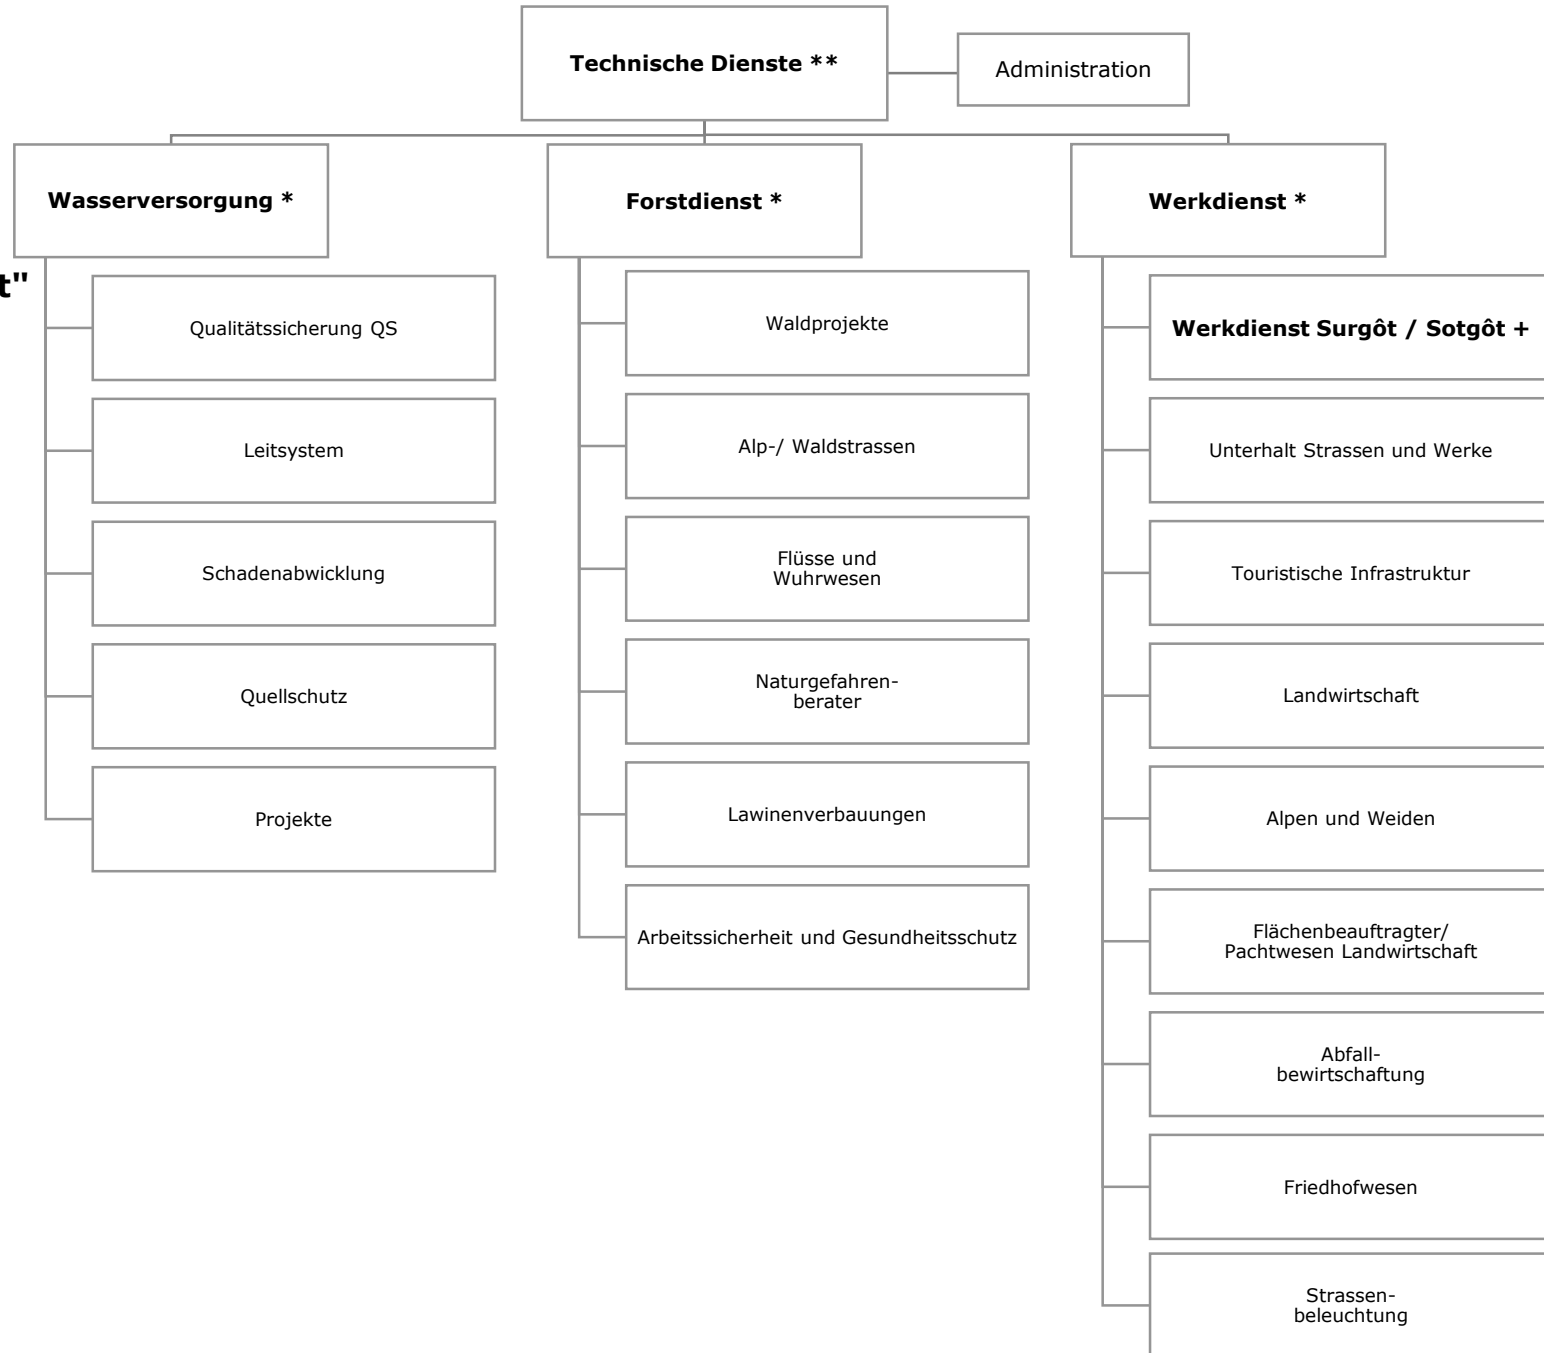 Technische Dienste **
Administration
Wasserversorgung *
Forstdienst *
Werkdienst *
t"
Qualitätssicherung QS
Leitsystem
Schadenabwicklung
Quellschutz
Projekte
Waldprojekte
Alp-/ Waldstrassen
Flüsse und
Wuhrwesen
Naturgefahren-
berater
Lawinenverbauungen
Arbeitssicherheit und Gesundheitsschutz
Werkdienst Surgôt / Sotgôt +
Unterhalt Strassen und Werke
Touristische Infrastruktur
Landwirtschaft
Alpen und Weiden
Flächenbeauftragter/
Pachtwesen Landwirtschaft
Abfall-
bewirtschaftung
Friedhofwesen
Strassen-
beleuchtung